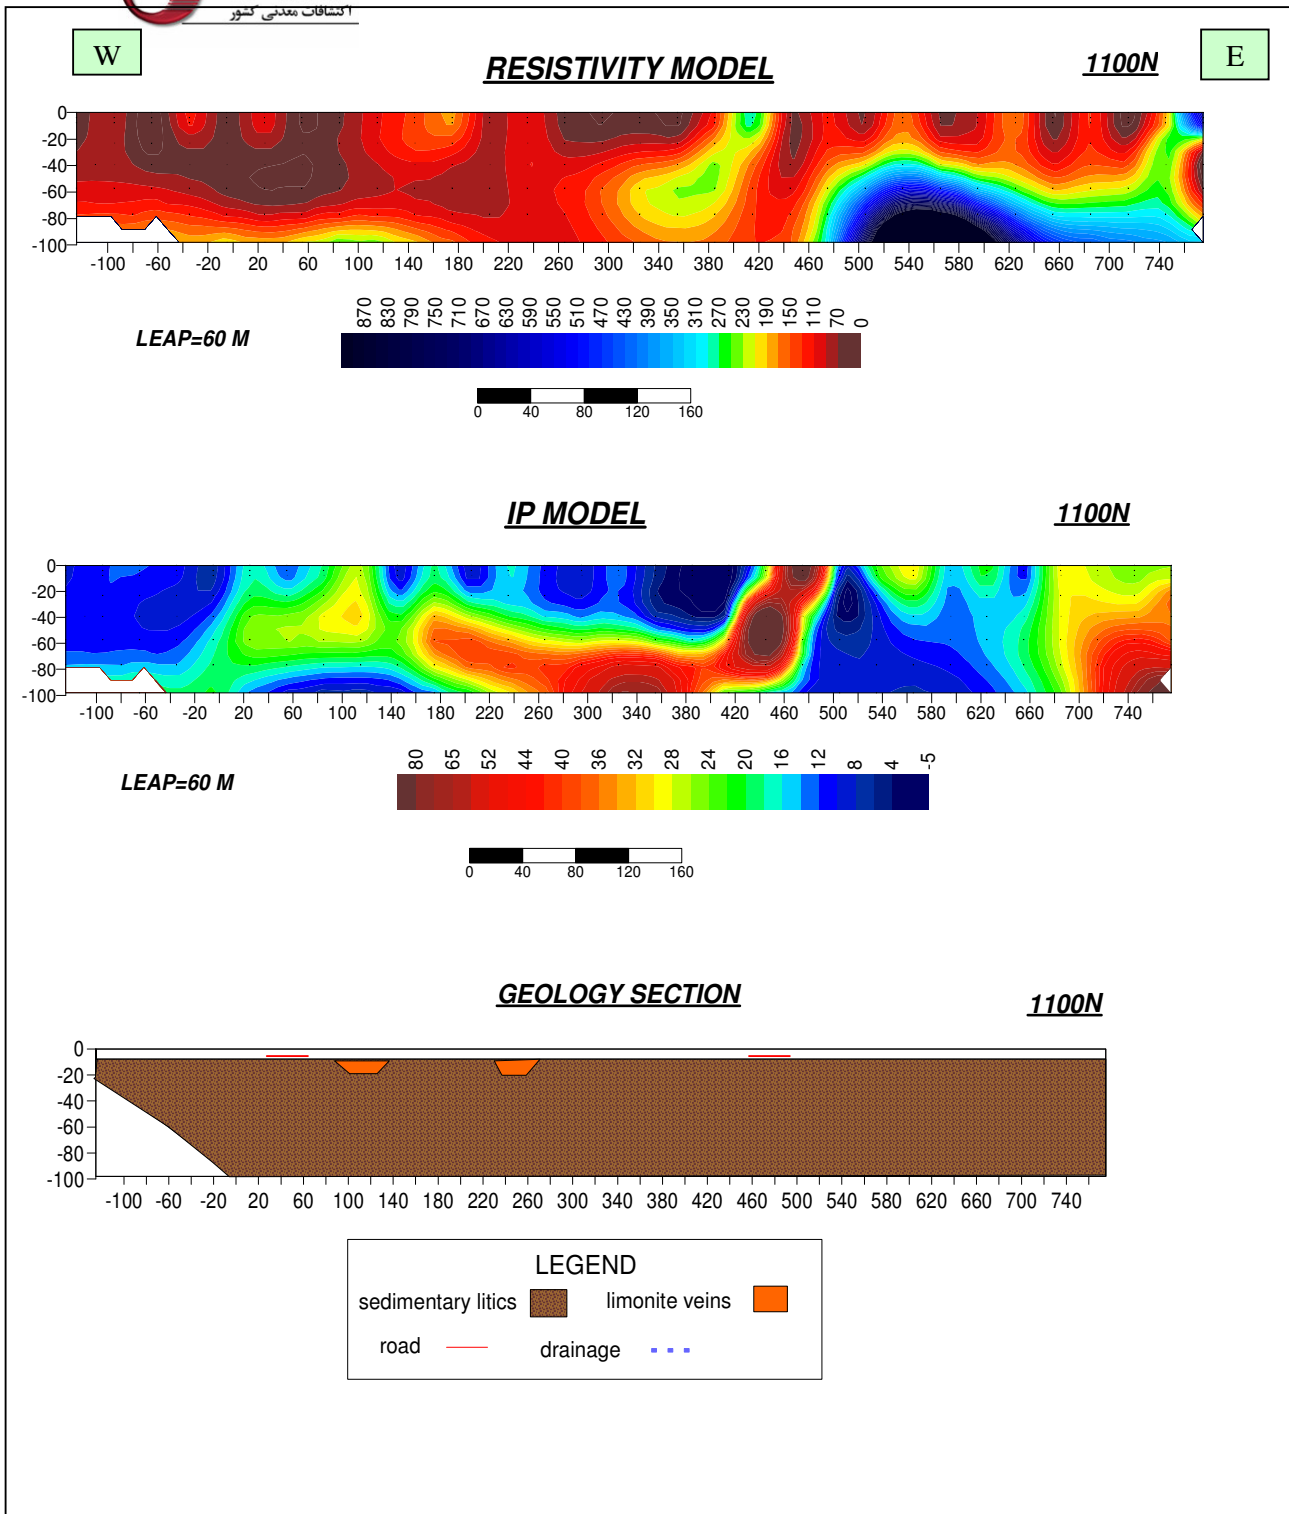 اکتشافات معدنی کشور
W
E
RESISTIVITY MODEL
1100N
0
-20
-40
-60
-80
-100
-100 -60 -20 20 60 100 140 180 220 260 300 340 380 420 460 500 540 580 620 660 700 740
870 830 790 750 710 670 630 590 550 510 470 430 390 350 310 270 230 190 150 110 70 0
LEAP=60 M
0 40 80 120 160
IP MODEL
1100N
0
-20
-40
-60
-80
-100
-100 -60 -20 20 60 100 140 180 220 260 300 340 380 420 460 500 540 580 620 660 700 740
80 65 52 44 40 36 32 28 24 20 16 12 8 4 -5
LEAP=60 M
0 40 80 120 160
GEOLOGY SECTION
1100N
0
-20
-40
-60
-80
-100
-100 -60 -20 20 60 100 140 180 220 260 300 340 380 420 460 500 540 580 620 660 700 740
LEGEND
sedimentary litics limonite veins
road drainage